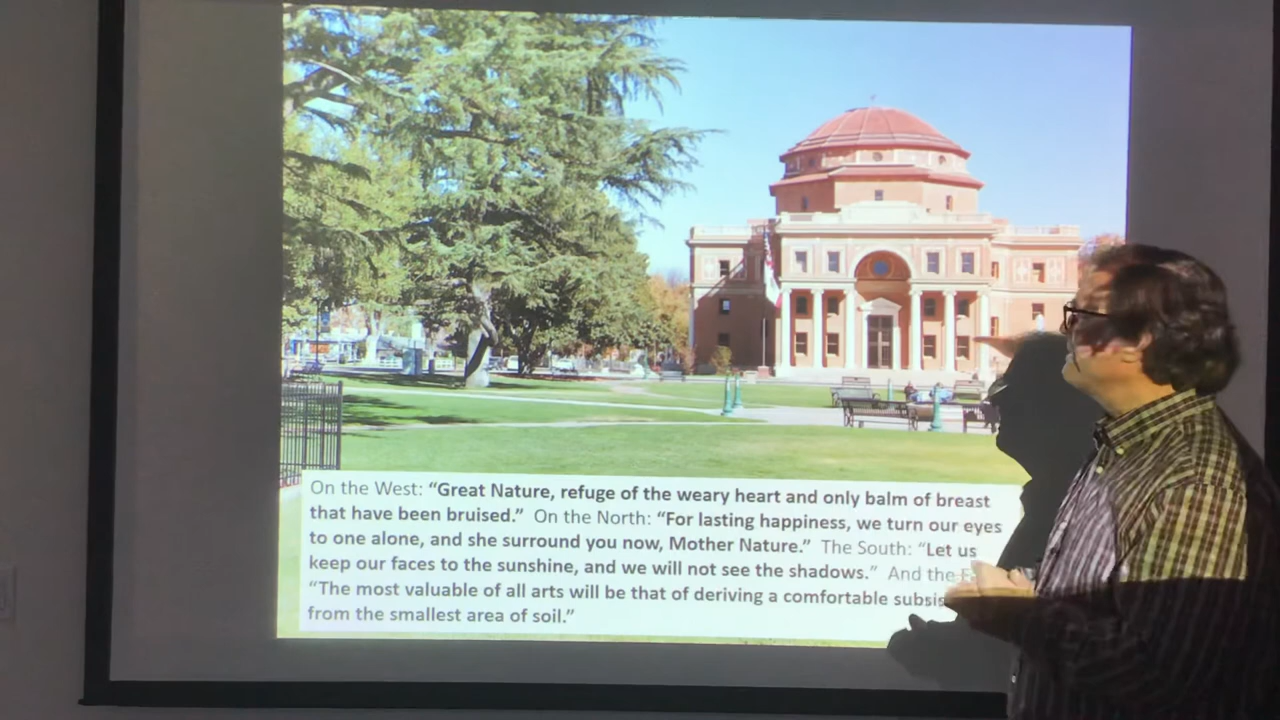 On the West: “Great Nature, refuge of the weary heart and only balm of breast
that have been bruised.” On the North: “For lasting happiness, we turn our eyes
to one alone, and she surround you now, Mother Nature.” The South: “Let us
keep our faces to the sunshine, and we will not see the shadows.” And the
“The most valuable of all arts will be that of deriving a comfortable
from the smallest area of soil.”